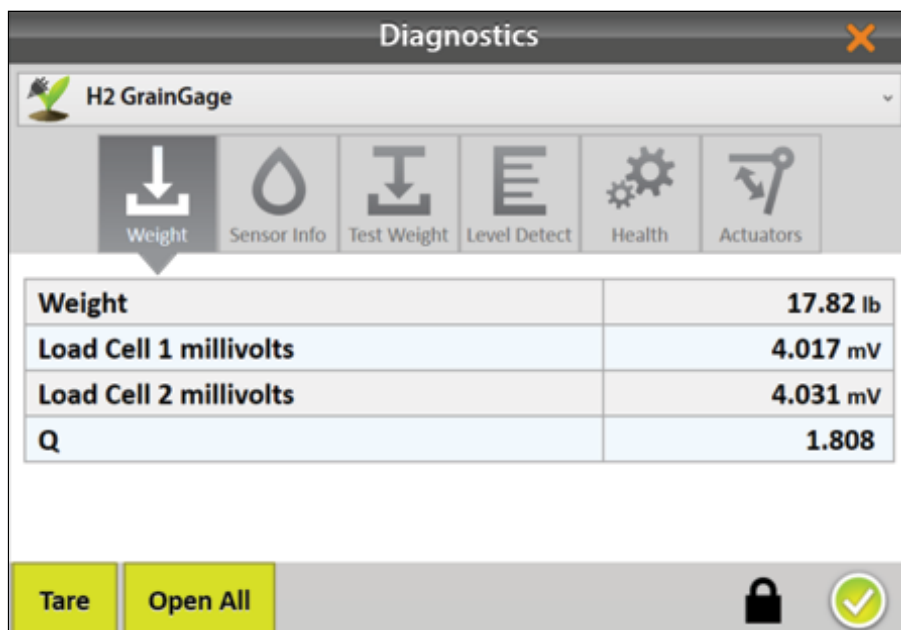 Diagnostics
H2 GrainGage
Weight Sensor Info Test Weight Level Detect Health Actuators
Weight 17.82 lb
Load Cell 1 millivolts 4.017 mV
Load Cell 2 millivolts 4.031 mV
Q 1.808
Tare Open All